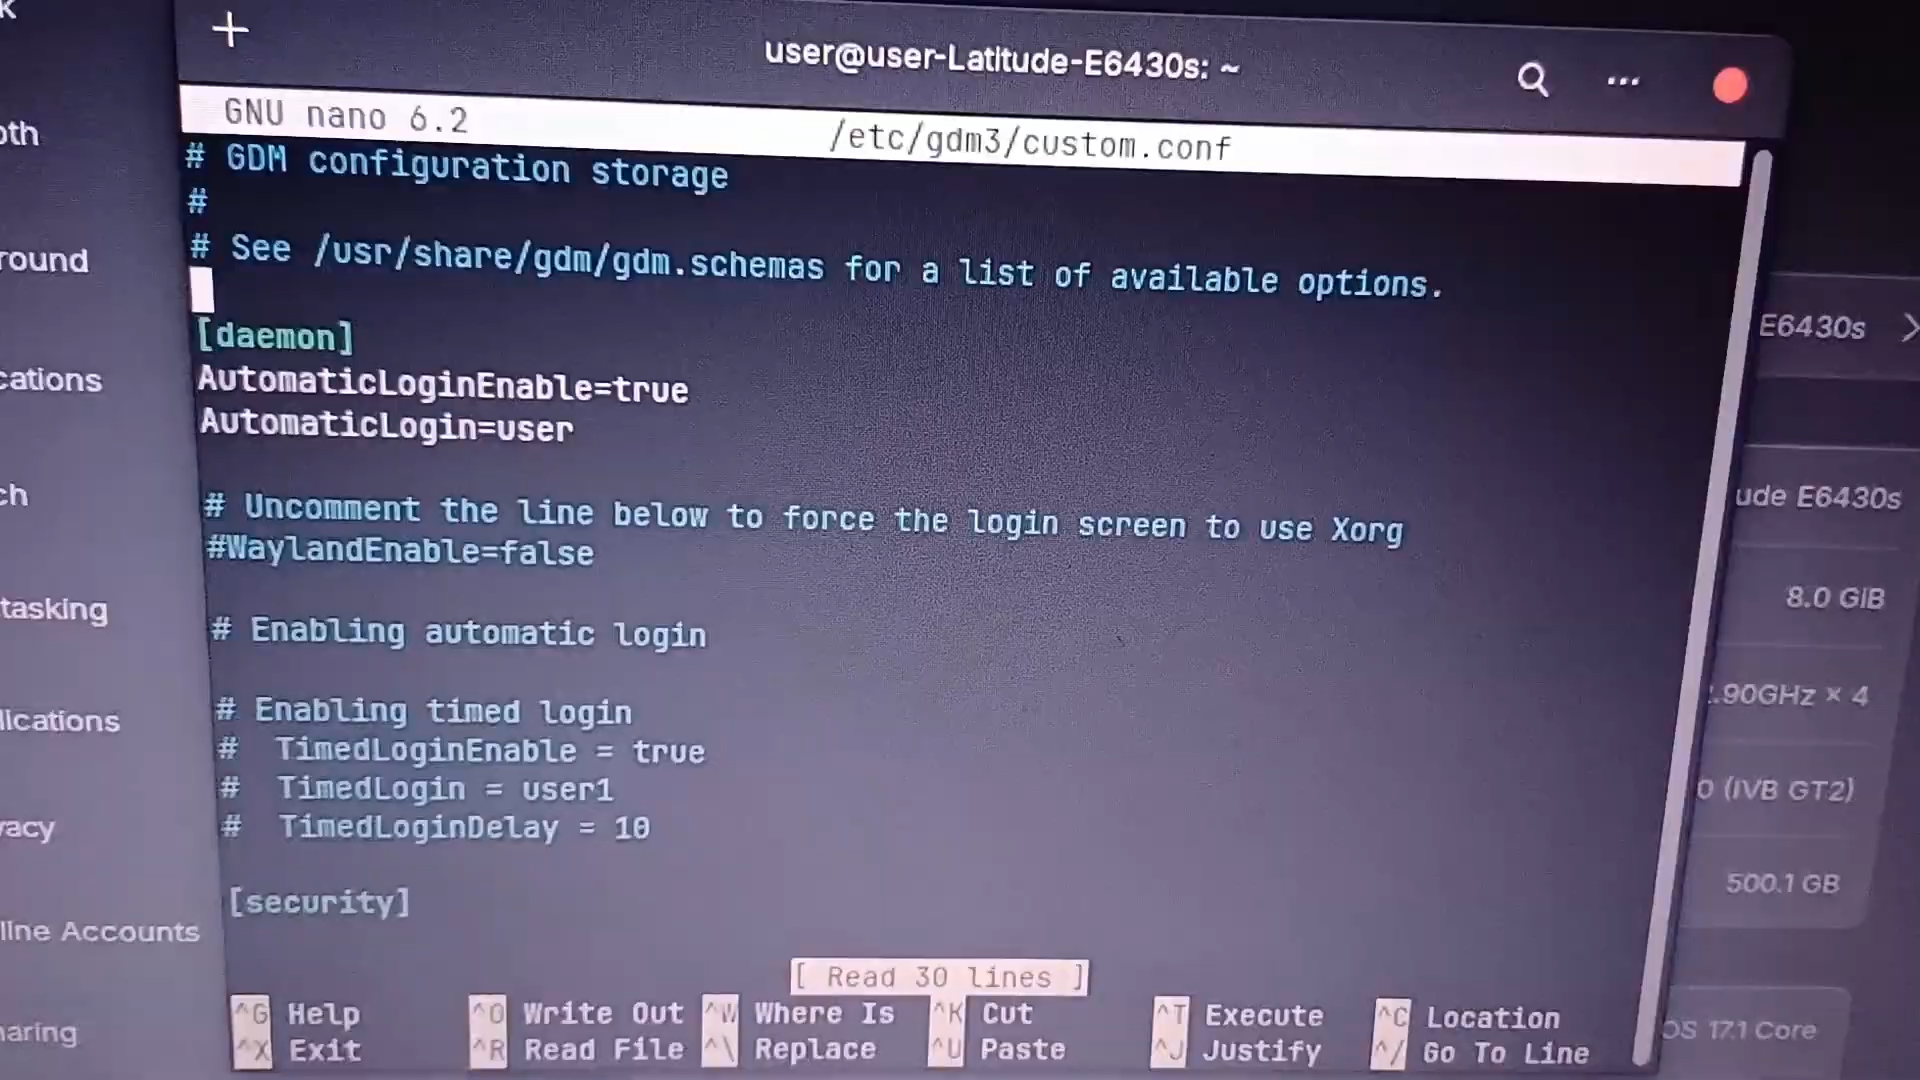 user@user-Latitude-E6430s: ~
GNU nano 6.2
/etc/gdm3/custom.conf
# GDM configuration storage
#
# See /usr/share/gdm/gdm.schemas for a list of available options.
[daemon]
AutomaticLoginEnable=true
AutomaticLogin=user
# Uncomment the line below to force the login screen to use Xorg
#WaylandEnable=false
# Enabling automatic login
# Enabling timed login
#  TimedLoginEnable = true
#  TimedLogin = user1
#  TimedLoginDelay = 10
[security]
[ Read 30 lines ]
^G Help ^O Write Out ^W Where Is ^K Cut ^T Execute ^C Location
^X Exit ^R Read File ^\ Replace ^U Paste ^J Justify ^/ Go To Line
oth
round
cations
ch
tasking
lications
vacy
line Accounts
haring
E6430s
ude E6430s
8.0 GiB
.90GHz × 4
0 (IVB GT2)
500.1 GB
OS 17.1 Core